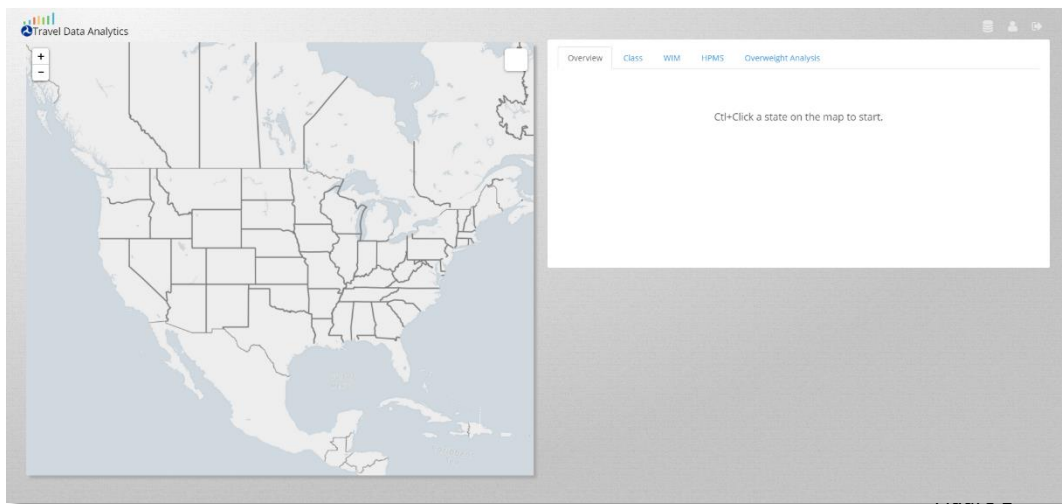 Travel Data Analytics
+
-
Overview Class WIM HPMS Overweight Analysis
Ctl+Click a state on the map to start.